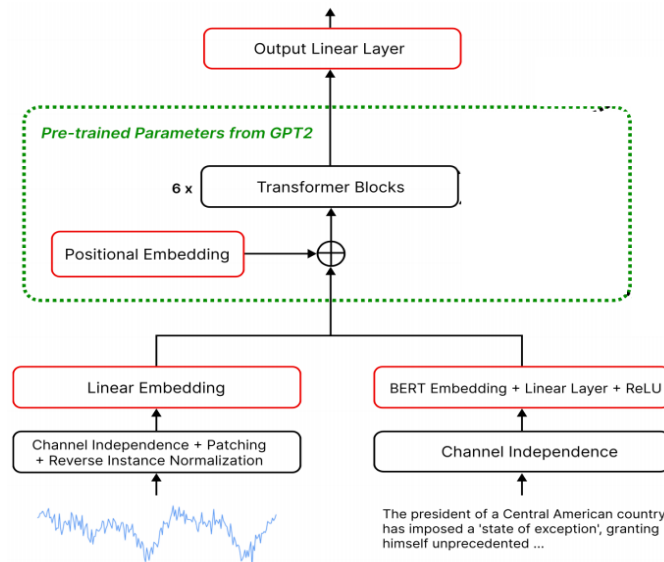 Output Linear Layer
Pre-trained Parameters from GPT2
6 x
Transformer Blocks
Positional Embedding
Linear Embedding
BERT Embedding + Linear Layer + ReLU
Channel Independence + Patching
+ Reverse Instance Normalization
Channel Independence
The president of a Central American country
has imposed a 'state of exception', granting
himself unprecedented ...